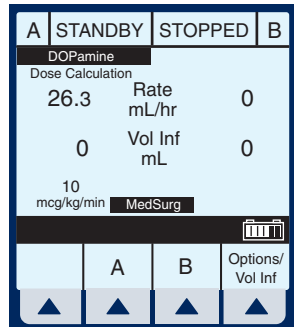 A STANDBY STOPPED B
DOPamine
Dose Calculation
26.3 Rate mL/hr 0
0 Vol Inf mL 0
10
mcg/kg/min MedSurg
A B Options/ Vol Inf